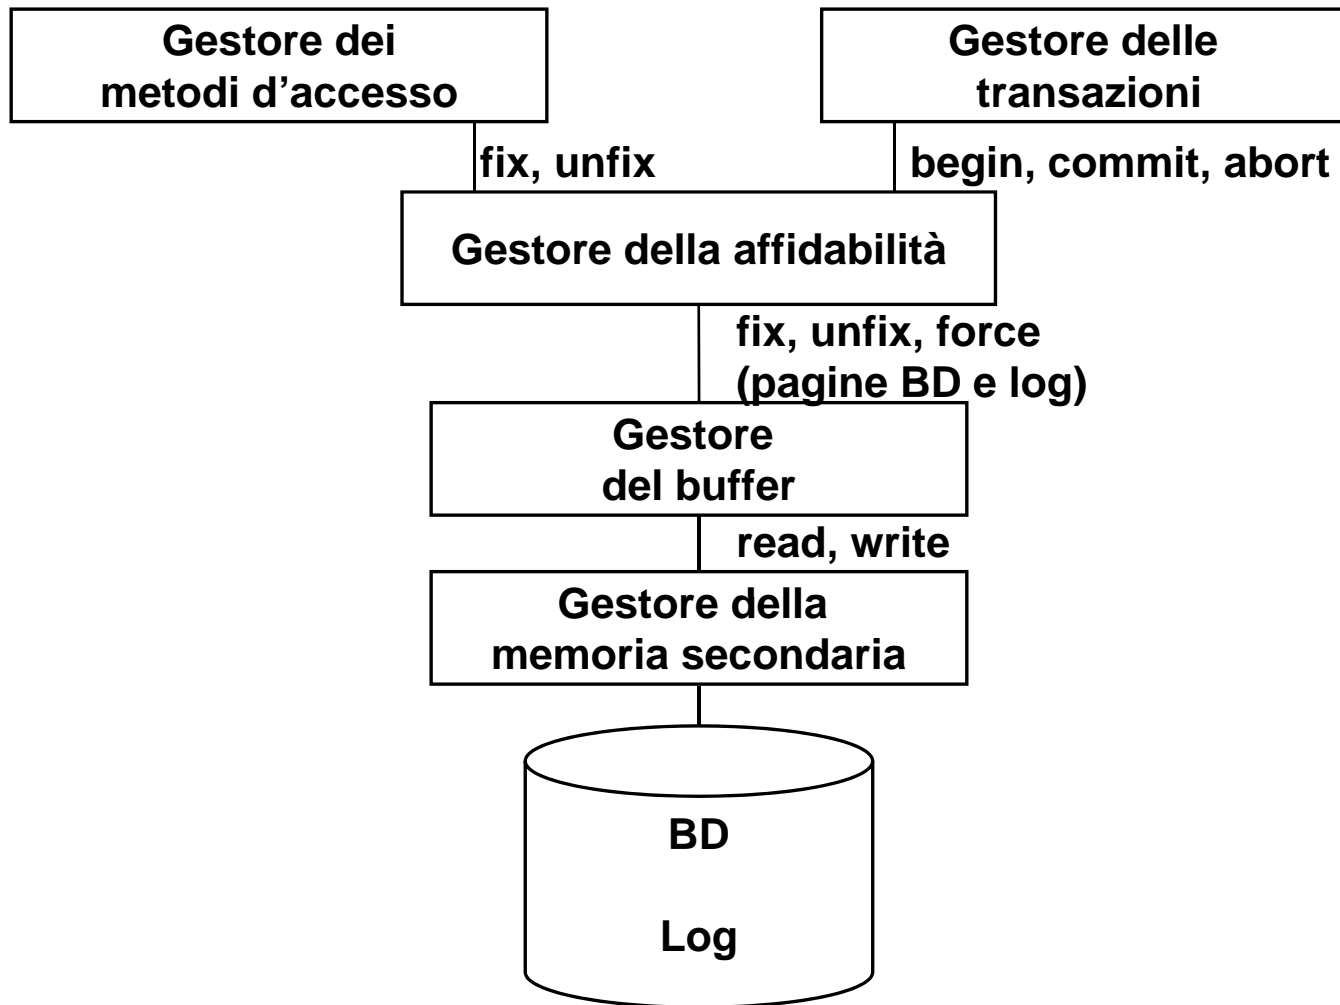 Gestore dei
metodi d'accesso
Gestore delle
transazioni
fix, unfix
begin, commit, abort
Gestore della affidabilità
fix, unfix, force
(pagine BD e log)
Gestore
del buffer
read, write
Gestore della
memoria secondaria
BD
Log